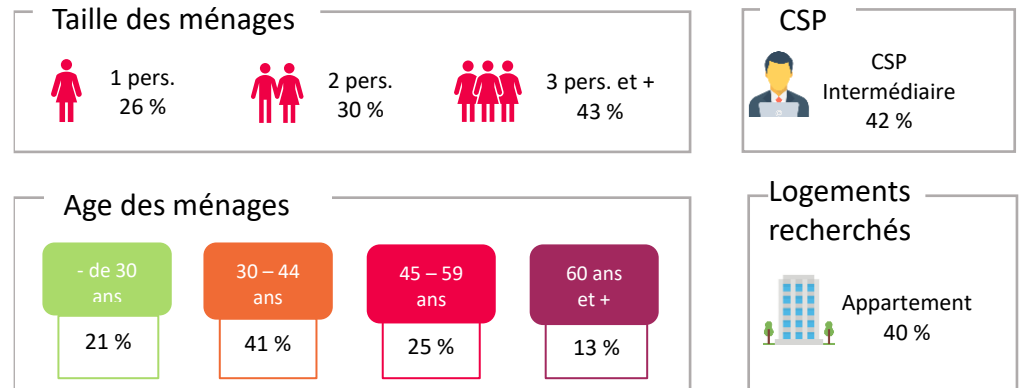 Taille des ménages
1 pers.
26 %
2 pers.
30 %
3 pers. et +
43 %
CSP
CSP
Intermédiaire
42 %
Age des ménages
- de 30
ans
21 %
30 – 44
ans
41 %
45 – 59
ans
25 %
60 ans
et +
13 %
Logements
recherchés
Appartement
40 %